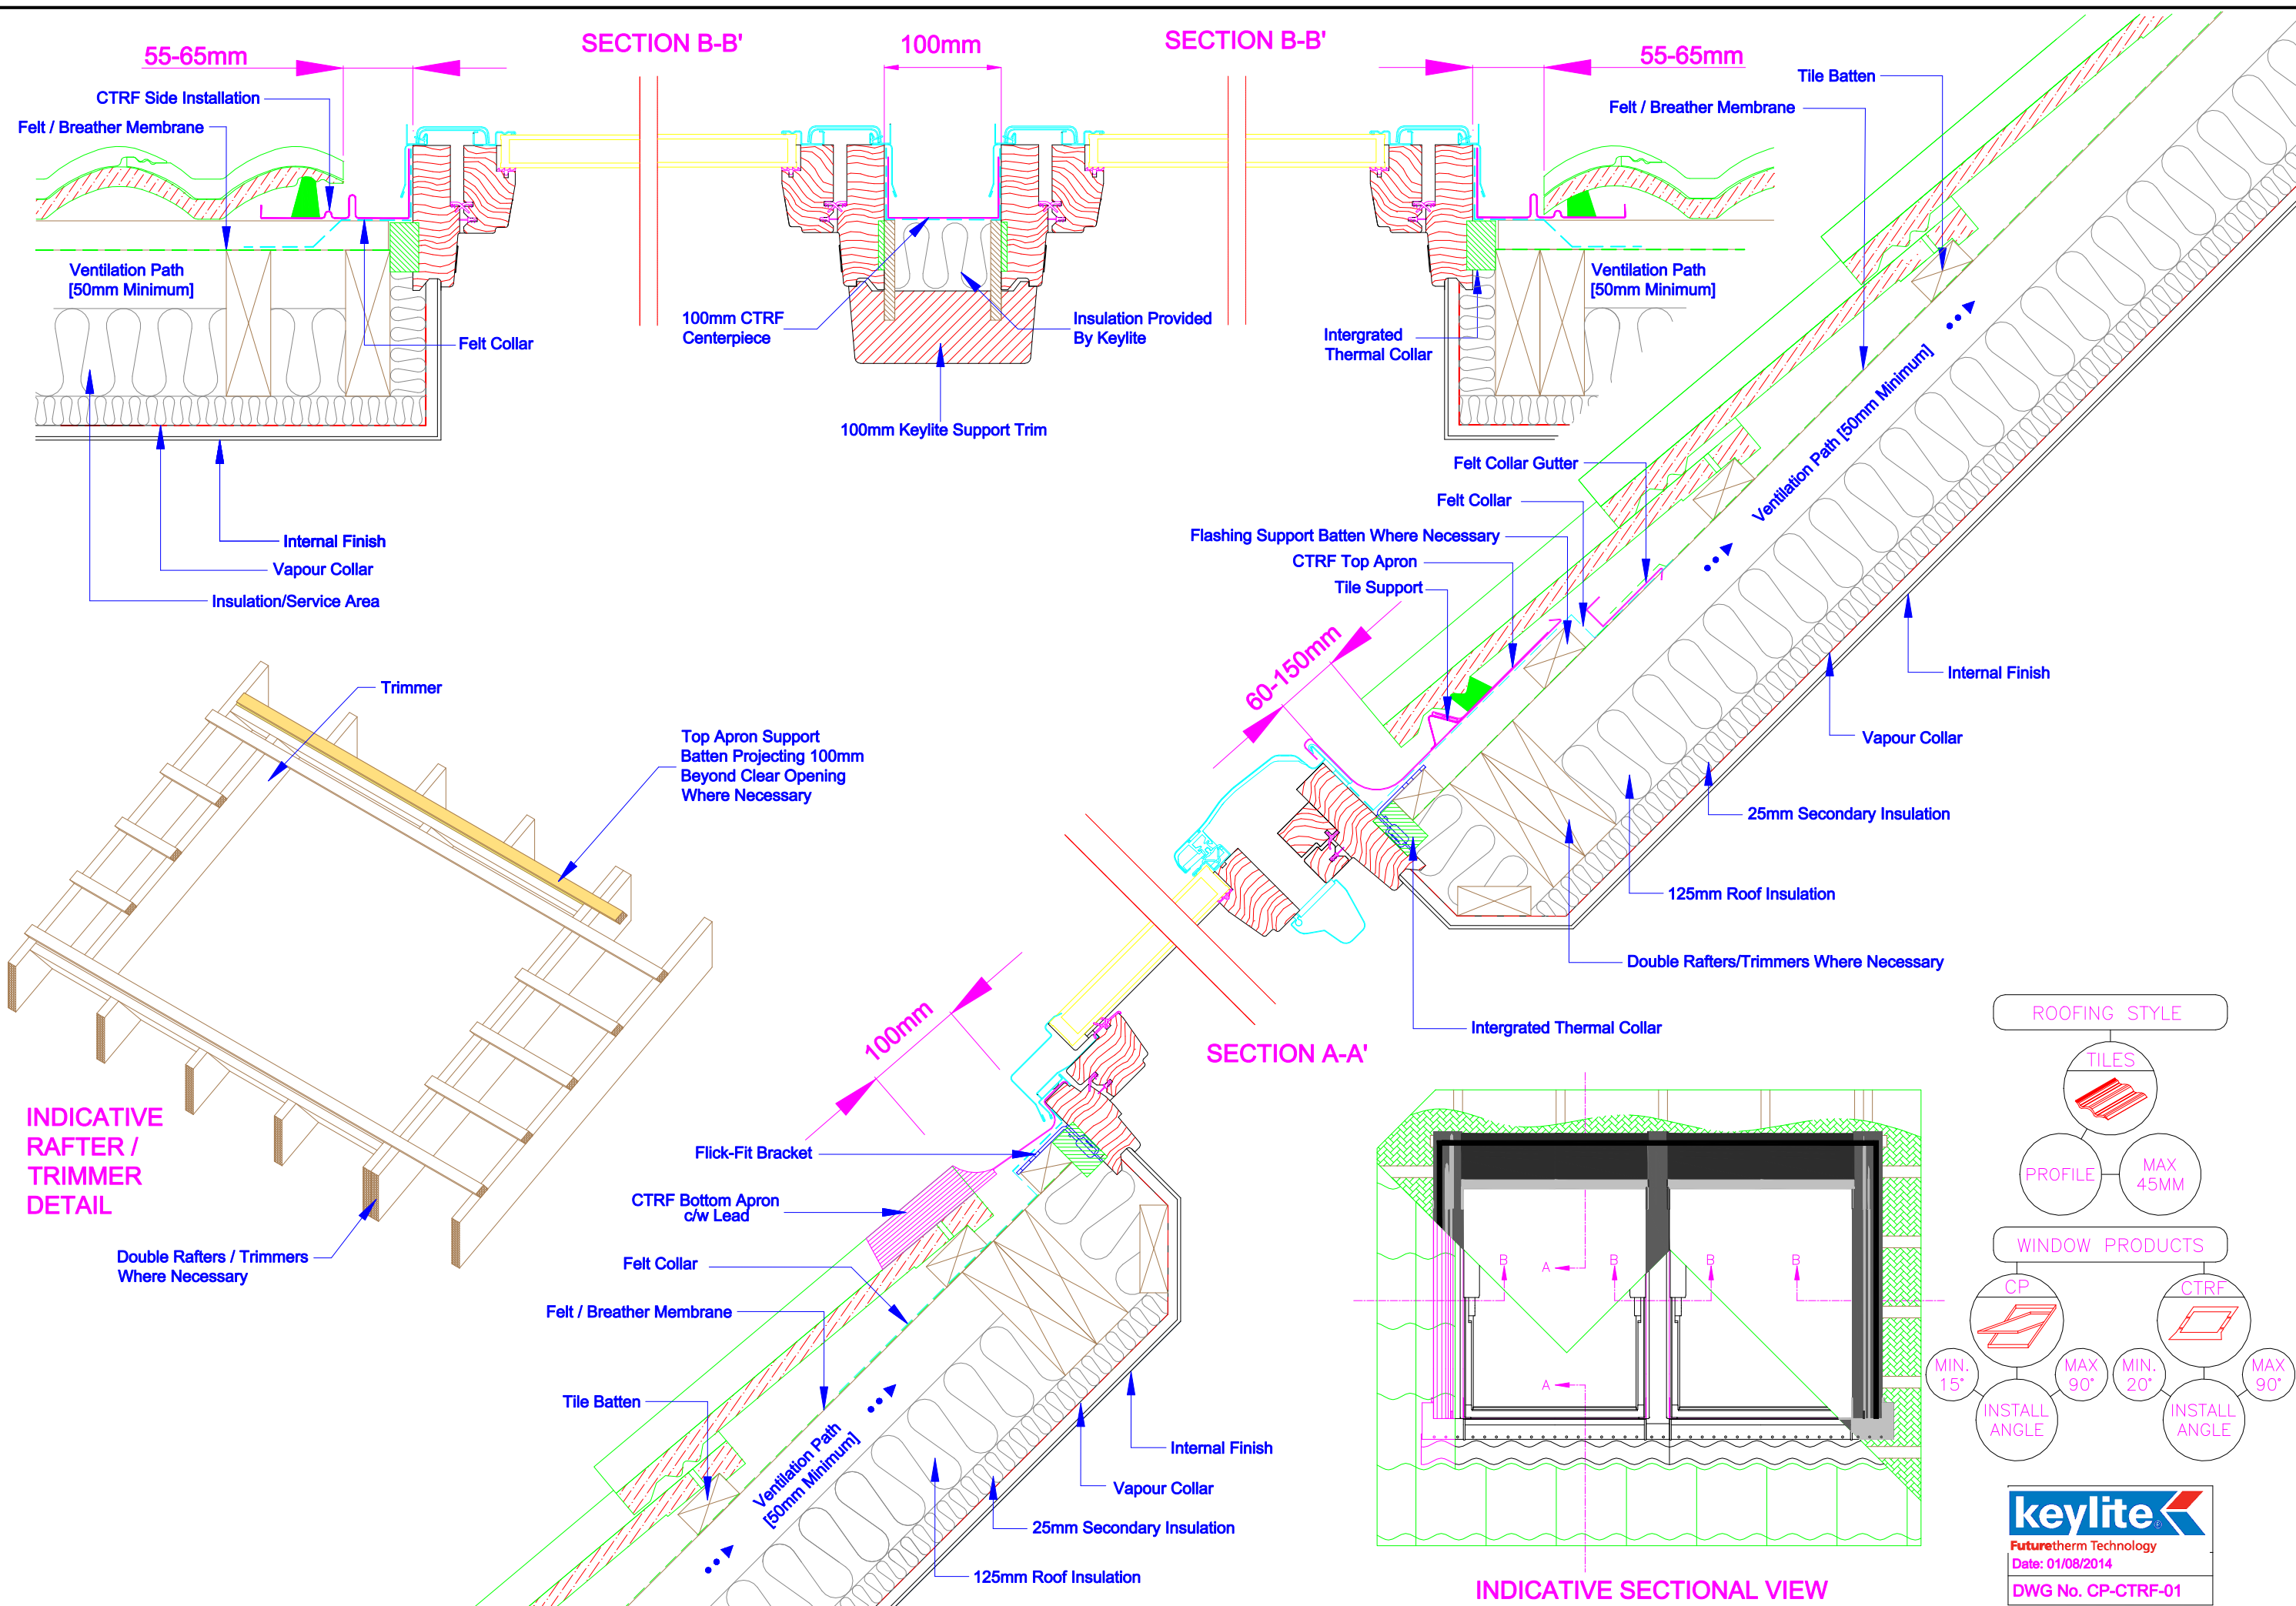 SECTION B-B'
100mm
SECTION B-B'
55-65mm
55-65mm
CTRF Side Installation
Felt / Breather Membrane
Tile Batten
Felt / Breather Membrane
Ventilation Path
[50mm Minimum]
Felt Collar
100mm CTRF
Centerpiece
Insulation Provided
By Keylite
100mm Keylite Support Trim
Ventilation Path
[50mm Minimum]
Intergrated
Thermal Collar
Internal Finish
Vapour Collar
Insulation/Service Area
Felt Collar Gutter
Felt Collar
Flashing Support Batten Where Necessary
CTRF Top Apron
Tile Support
Ventilation Path [50mm Minimum]
60-150mm
Internal Finish
Vapour Collar
25mm Secondary Insulation
125mm Roof Insulation
Double Rafters/Trimmers Where Necessary
Intergrated Thermal Collar
SECTION A-A'
Trimmer
Top Apron Support
Batten Projecting 100mm
Beyond Clear Opening
Where Necessary
INDICATIVE
RAFTER /
TRIMMER
DETAIL
Double Rafters / Trimmers
Where Necessary
100mm
Flick-Fit Bracket
CTRF Bottom Apron
c/w Lead
Felt Collar
Felt / Breather Membrane
Tile Batten
Ventilation Path
[50mm Minimum]
Internal Finish
Vapour Collar
25mm Secondary Insulation
125mm Roof Insulation
B
A
B
B
B
A
INDICATIVE SECTIONAL VIEW
ROOFING STYLE
TILES
PROFILE
MAX
45MM
WINDOW PRODUCTS
CP
CTRF
MIN.
15°
MAX
90°
MIN.
20°
MAX
90°
INSTALL
ANGLE
INSTALL
ANGLE
keylite®
Futuretherm Technology
Date: 01/08/2014
DWG No. CP-CTRF-01